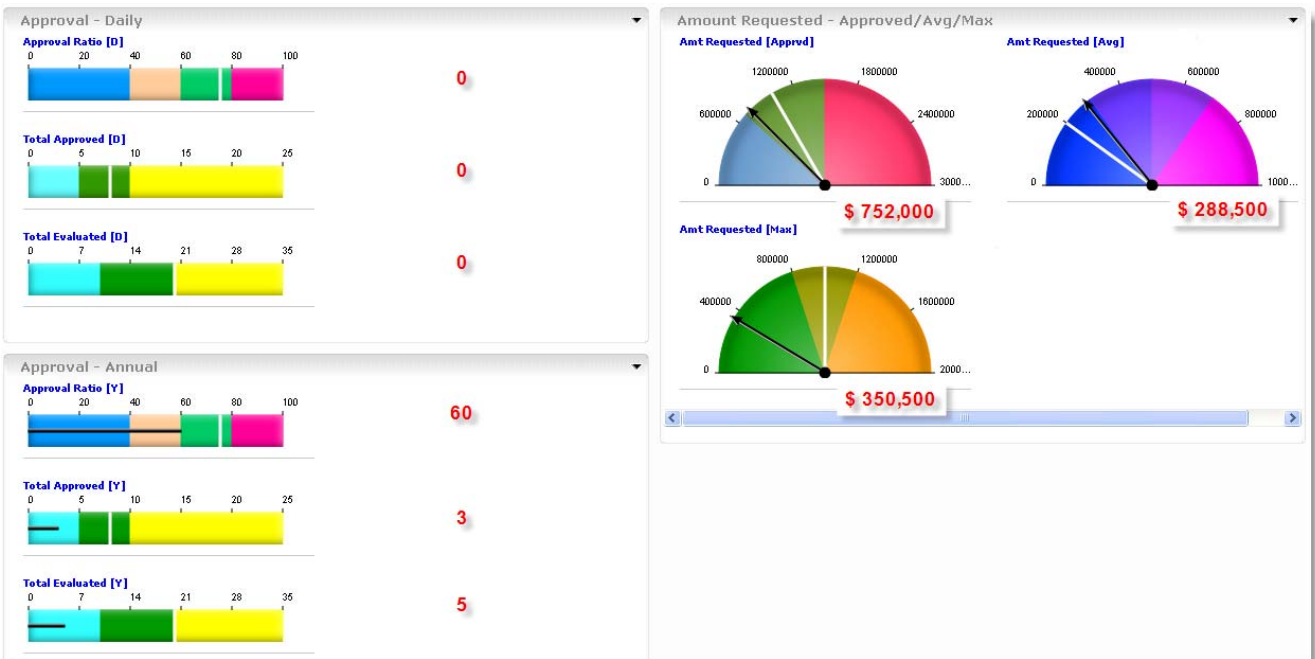 Approval - Daily
Approval Ratio [D]
0 20 40 60 80 100
0
Total Approved [D]
0 5 10 15 20 25
0
Total Evaluated [D]
0 7 14 21 28 35
0
Approval - Annual
Approval Ratio [Y]
0 20 40 60 80 100
60
Total Approved [Y]
0 5 10 15 20 25
3
Total Evaluated [Y]
0 7 14 21 28 35
5
Amount Requested - Approved/Avg/Max
Amt Requested [Apprvd]
1200000 1800000
600000 2400000
0 3000...
$ 752,000
Amt Requested [Avg]
400000 600000
200000 800000
0 1000...
$ 288,500
Amt Requested [Max]
800000 1200000
400000 1600000
0 2000...
$ 350,500